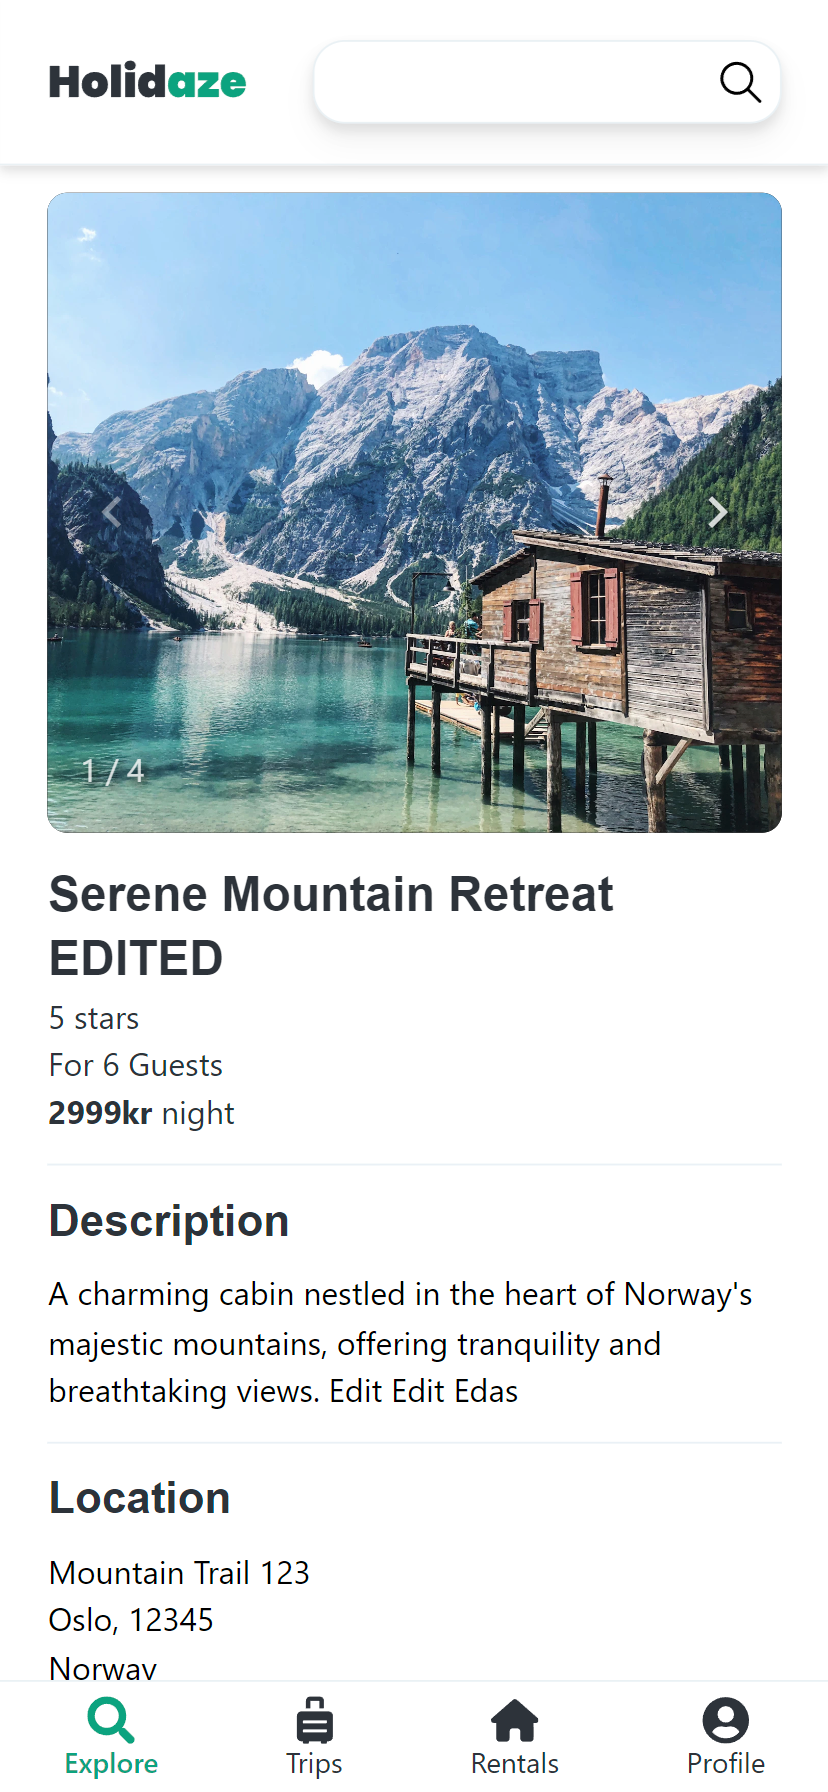 Holidaze
1 / 4
Serene Mountain Retreat
EDITED
5 stars
For 6 Guests
2999kr night
Description
A charming cabin nestled in the heart of Norway's
majestic mountains, offering tranquility and
breathtaking views. Edit Edit Edas
Location
Mountain Trail 123
Oslo, 12345
Norway
Explore
Trips
Rentals
Profile